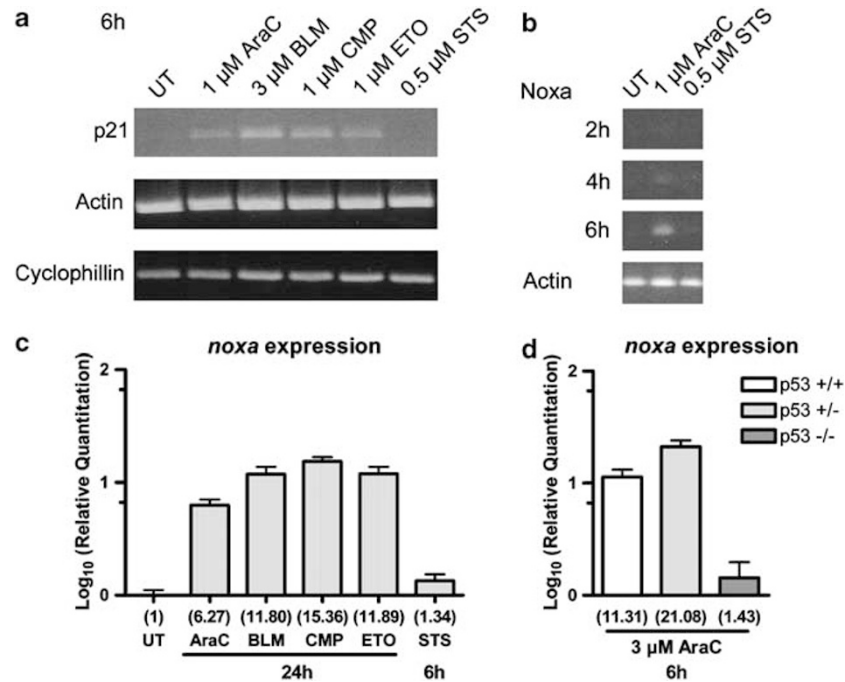 a
6h
UT
1 µM AraC
3 µM BLM
1 µM CMP
1 µM ETO
0.5 µM STS
p21
Actin
Cyclophillin
b
Noxa
UT
1 µM AraC
0.5 µM STS
2h
4h
6h
Actin
c
noxa expression
Log10 (Relative Quantitation)
2
1
0
(1) (6.27) (11.80) (15.36) (11.89) (1.34)
UT AraC BLM CMP ETO STS
24h 6h
d
noxa expression
Log10 (Relative Quantitation)
2
1
0
p53 +/+
p53 +/-
p53 -/-
(11.31) (21.08) (1.43)
3 µM AraC
6h